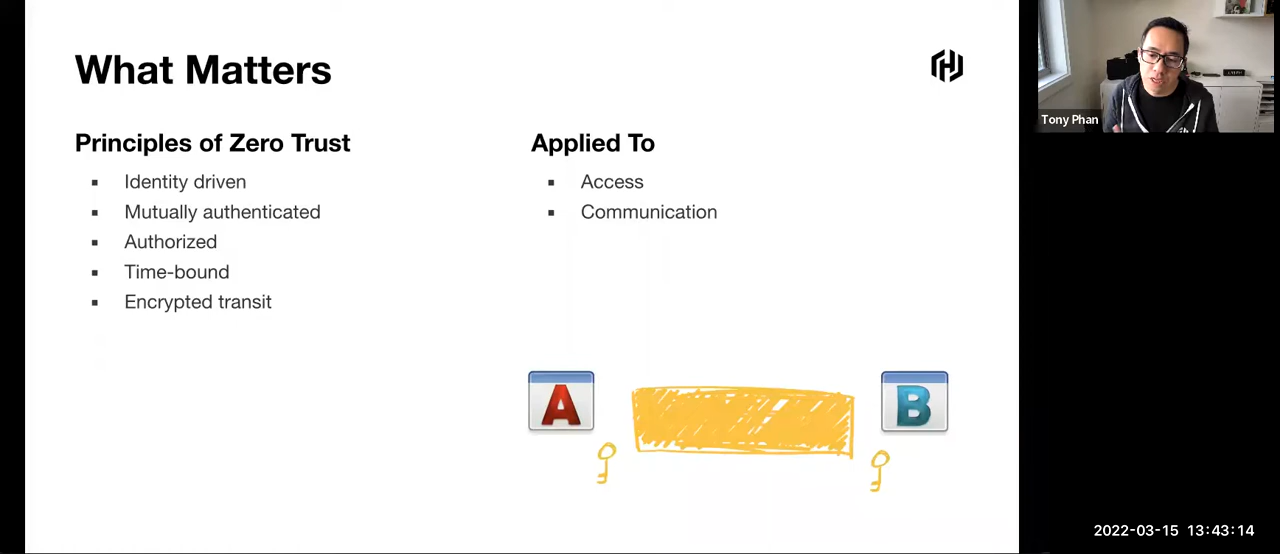 What Matters
Principles of Zero Trust
Identity driven
Mutually authenticated
Authorized
Time-bound
Encrypted transit
Applied To
Access
Communication
A
B
Tony Phan
2022-03-15 13:43:14